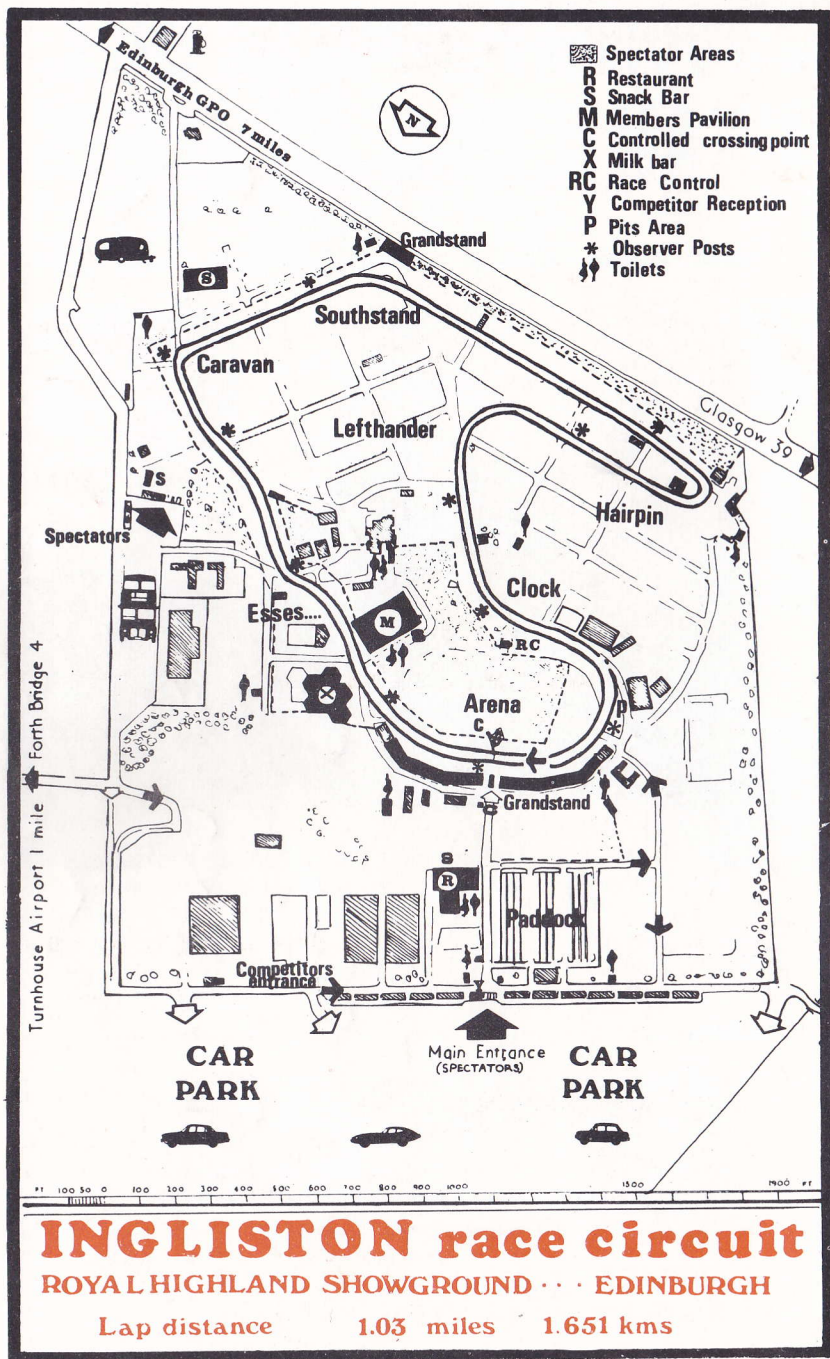 Edinburgh GPO 7 miles
N
Spectator Areas
R Restaurant
S Snack Bar
M Members Pavilion
C Controlled crossing point
X Milk bar
RC Race Control
Y Competitor Reception
P Pits Area
* Observer Posts
Toilets
Grandstand
S
Southstand
Caravan
Lefthander
Glasgow 39
Hairpin
S
Spectators
Clock
Esses....
M
RC
X
Arena
C
P
Grandstand
C
S
R
Paddock
Competitors
entrance
Y
Turnhouse Airport 1 mile Forth Bridge 4
Main Entrance
(SPECTATORS)
CAR
PARK
CAR
PARK
FT 100 50 0 100 200 300 400 500 600 700 800 900 1000 1500 1900 FT
INGLISTON race circuit
ROYAL HIGHLAND SHOWGROUND ... EDINBURGH
Lap distance 1.03 miles 1.651 kms